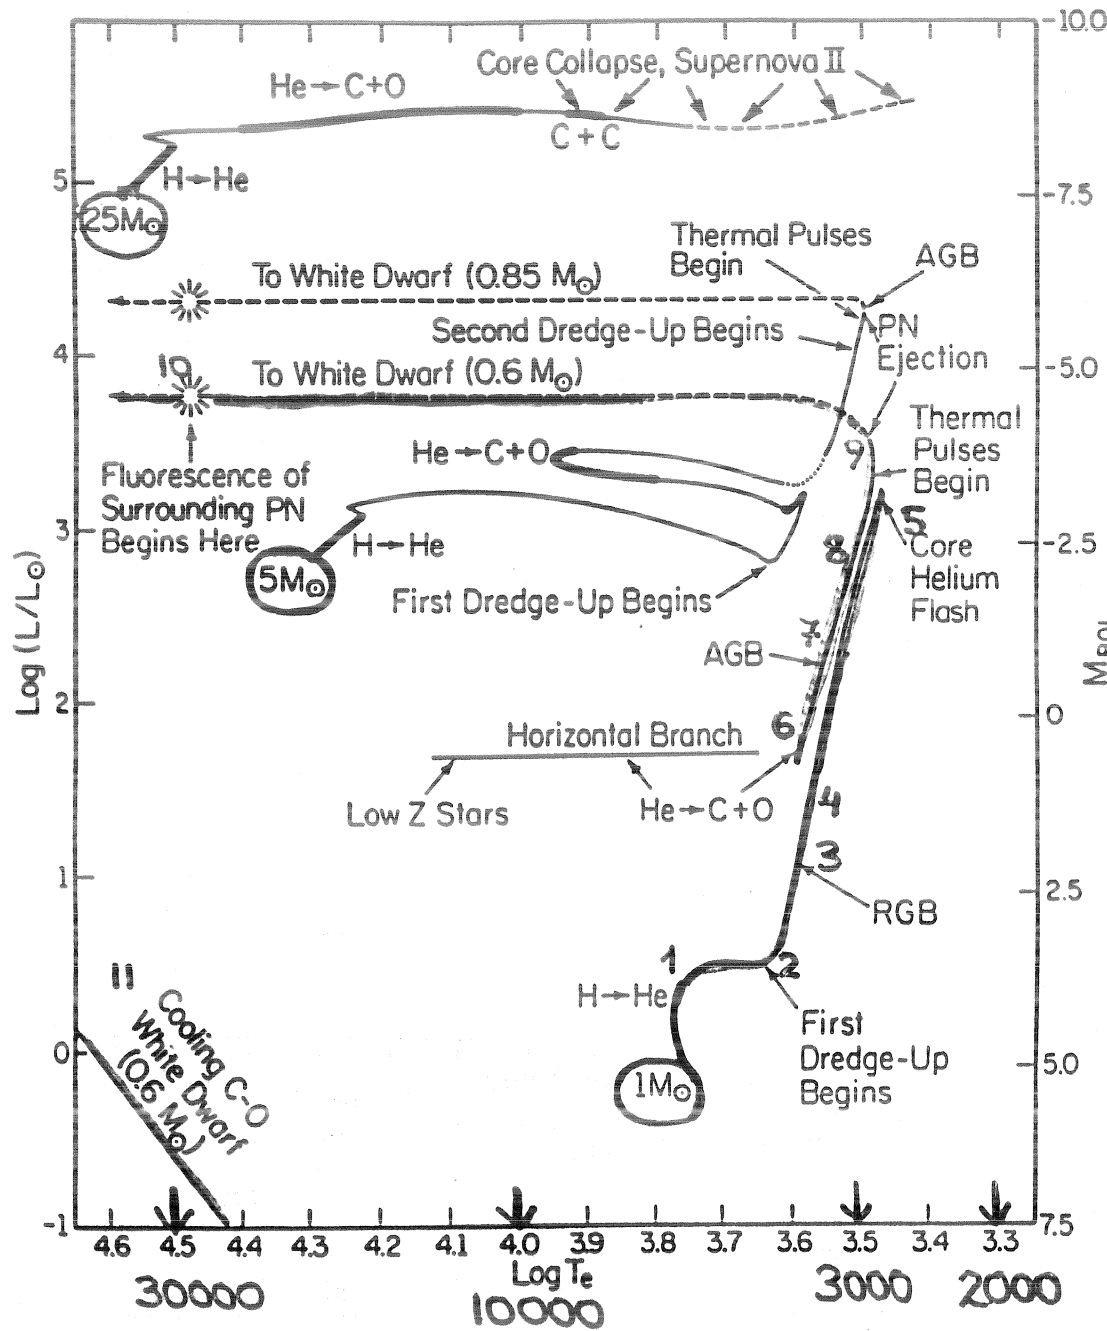 -10.0
Core Collapse, Supernova II
He→C+O
C+C
H→He
5
-7.5
25M⊙
Thermal Pulses
Begin
AGB
To White Dwarf (0.85 M⊙)
Second Dredge-Up Begins
PN
Ejection
4
10
To White Dwarf (0.6 M⊙)
-5.0
Thermal
Pulses
Begin
He→C+O
9
Fluorescence of
Surrounding PN
Begins Here
3
H→He
5
-2.5
8
Core
Helium
Flash
5M⊙
First Dredge-Up Begins
7
AGB
Log (L/L⊙)
M BOL
2
6
0
Horizontal Branch
Low Z Stars
He→C+O
4
3
1
2.5
RGB
1
2
11
H→He
First
Dredge-Up
Begins
Cooling C-O
White Dwarf
(0.6 M⊙)
0
5.0
1M⊙
-1
7.5
4.6 4.5 4.4 4.3 4.2 4.1 4.0 3.9 3.8 3.7 3.6 3.5 3.4 3.3
Log Te
30000 10000 3000 2000